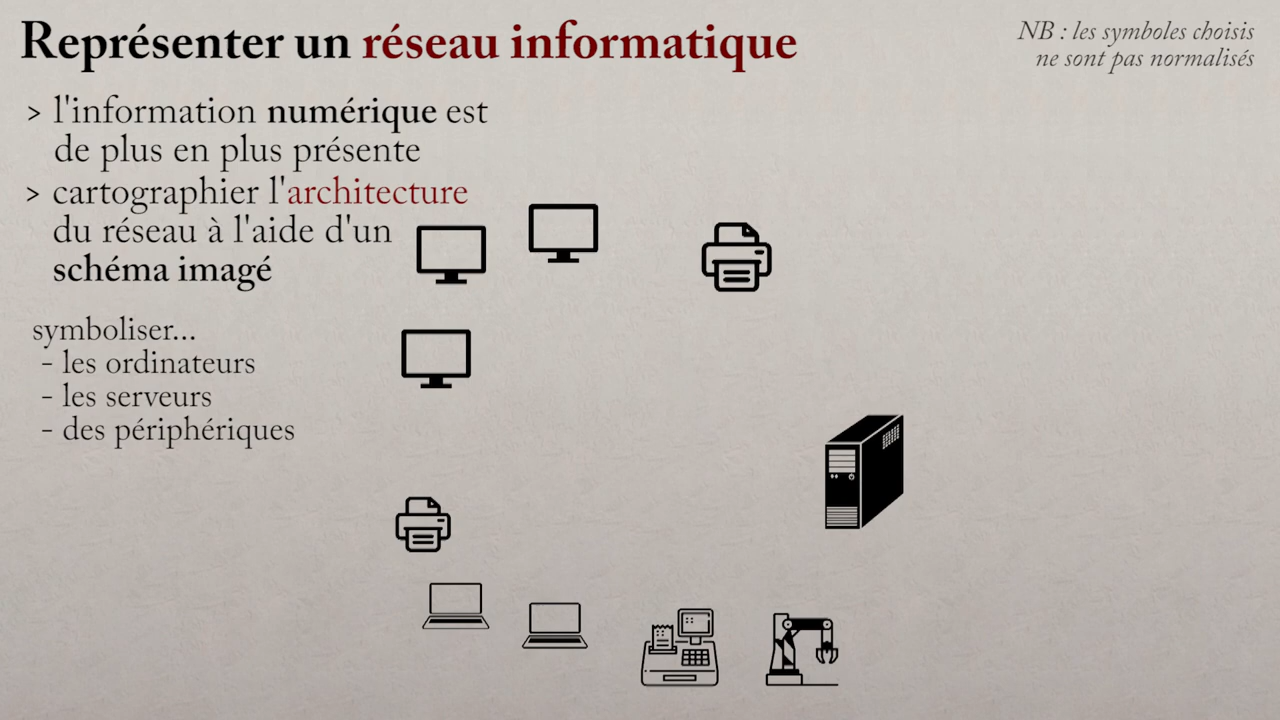 Représenter un réseau informatique
NB : les symboles choisis
ne sont pas normalisés
> l'information numérique est
de plus en plus présente
> cartographier l'architecture
du réseau à l'aide d'un
schéma imagé
symboliser...
- les ordinateurs
- les serveurs
- des périphériques